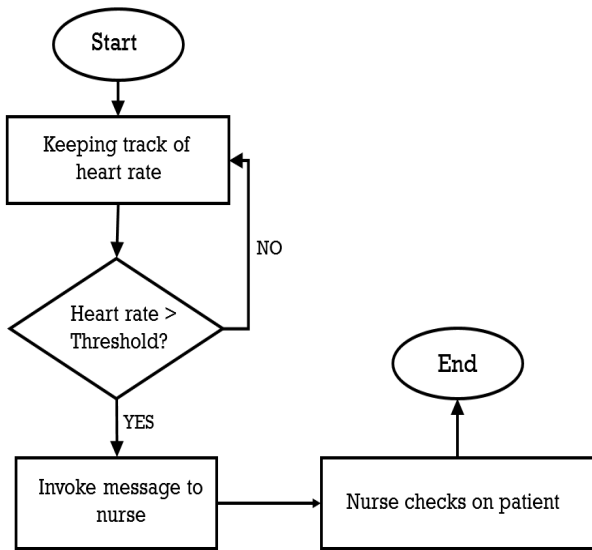 Start
Keeping track of
heart rate
NO
Heart rate >
Threshold?
YES
Invoke message to
nurse
Nurse checks on patient
End